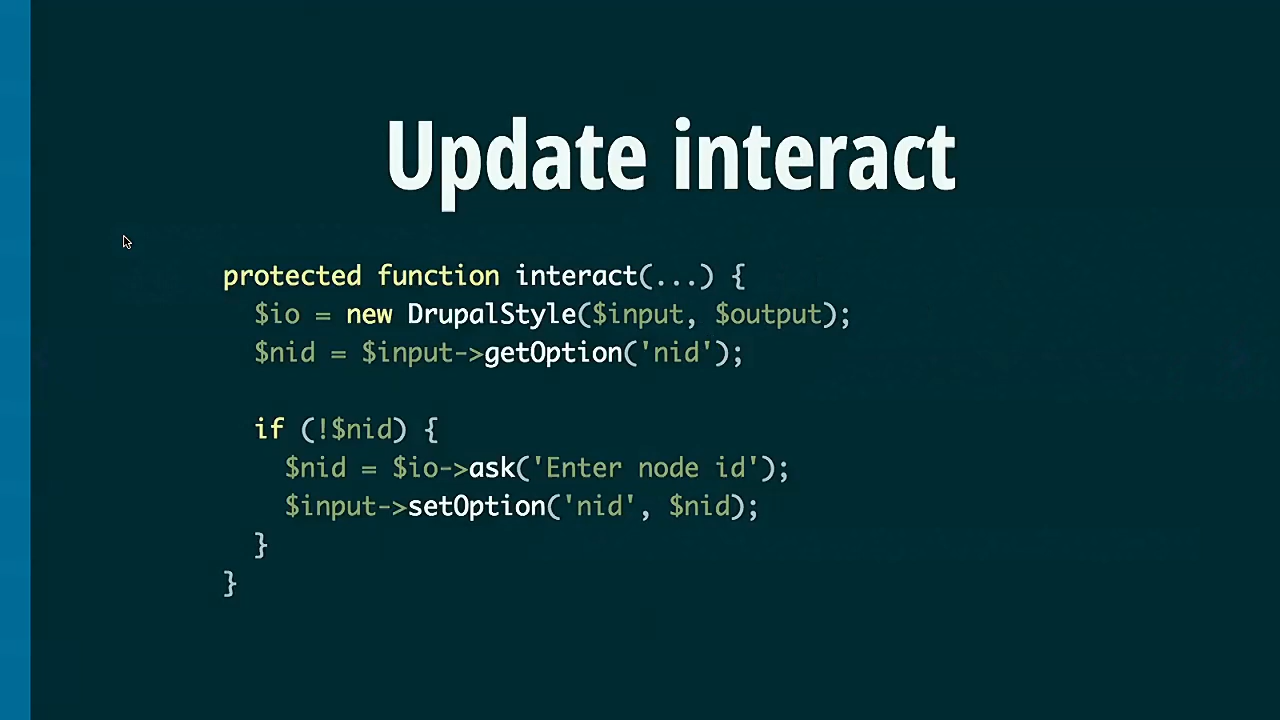 Update interact
protected function interact(...) {
$io = new DrupalStyle($input, $output);
$nid = $input->getOption('nid');
if (!$nid) {
$nid = $io->ask('Enter node id');
$input->setOption('nid', $nid);
}
}